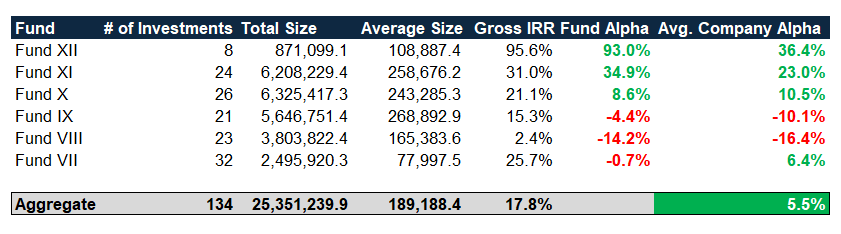 Fund # of Investments Total Size Average Size Gross IRR Fund Alpha Avg. Company Alpha
Fund XII 8 871,099.1 108,887.4 95.6% 93.0% 36.4%
Fund XI 24 6,208,229.4 258,676.2 31.0% 34.9% 23.0%
Fund X 26 6,325,417.3 243,285.3 21.1% 8.6% 10.5%
Fund IX 21 5,646,751.4 268,892.9 15.3% -4.4% -10.1%
Fund VIII 23 3,803,822.4 165,383.6 2.4% -14.2% -16.4%
Fund VII 32 2,495,920.3 77,997.5 25.7% -0.7% 6.4%
Aggregate 134 25,351,239.9 189,188.4 17.8% 5.5%